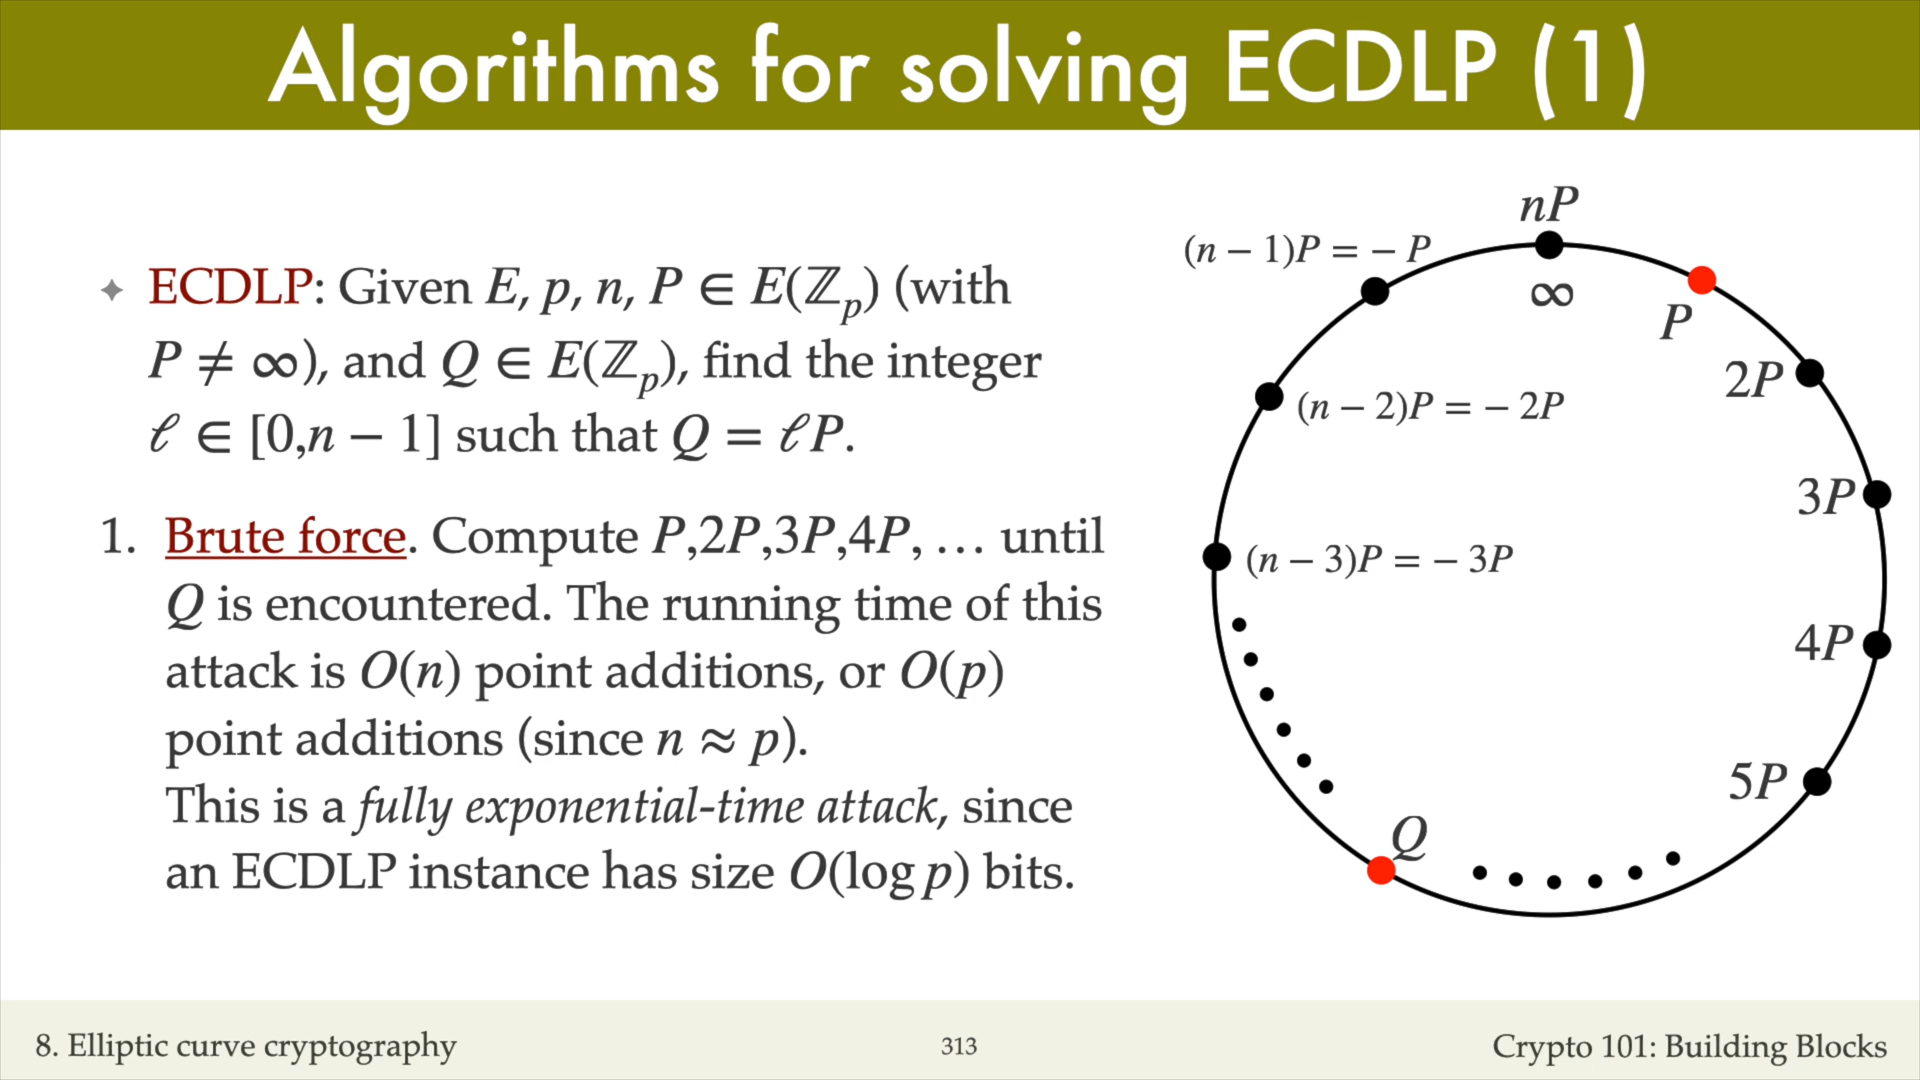 Algorithms for solving ECDLP (1)
✦ ECDLP: Given E, p, n, P ∈ E(ℤₚ) (with
P ≠ ∞), and Q ∈ E(ℤₚ), find the integer
ℓ ∈ [0,n − 1] such that Q = ℓP.
1. Brute force. Compute P,2P,3P,4P, … until
Q is encountered. The running time of this
attack is O(n) point additions, or O(p)
point additions (since n ≈ p).
This is a fully exponential-time attack, since
an ECDLP instance has size O(log p) bits.
nP
∞
(n − 1)P = − P
P
(n − 2)P = − 2P
2P
3P
(n − 3)P = − 3P
4P
5P
Q
8. Elliptic curve cryptography
313
Crypto 101: Building Blocks